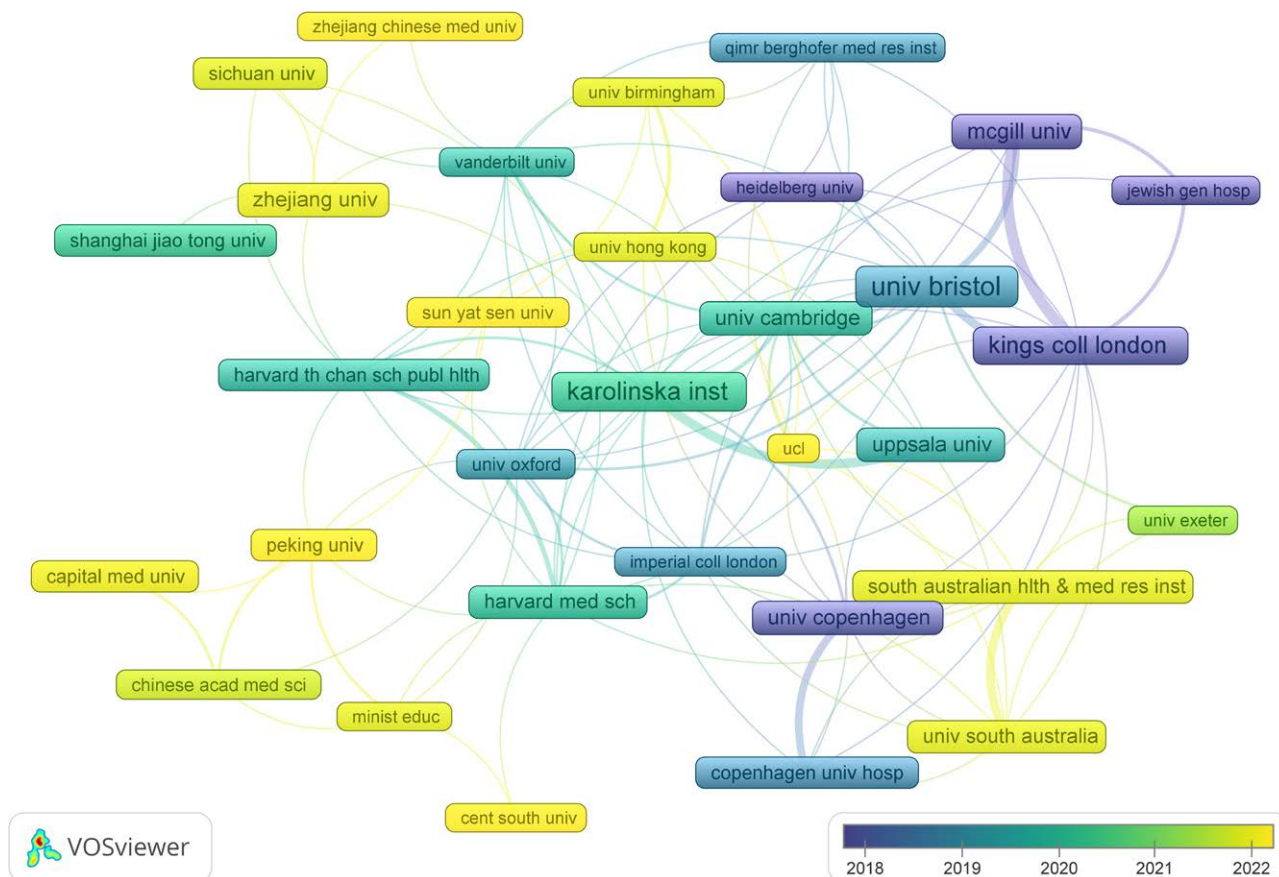 zhejiang chinese med univ
qimr berghofer med res inst
sichuan univ
univ birmingham
mcgill univ
vanderbilt univ
heidelberg univ
jewish gen hosp
zhejiang univ
shanghai jiao tong univ
univ hong kong
univ bristol
sun yat sen univ
univ cambridge
kings coll london
harvard th chan sch publ hlth
karolinska inst
ucl
uppsala univ
univ oxford
univ exeter
peking univ
imperial coll london
capital med univ
south australian hlth & med res inst
harvard med sch
univ copenhagen
chinese acad med sci
minist educ
univ south australia
copenhagen univ hosp
cent south univ
VOSviewer
2018 2019 2020 2021 2022